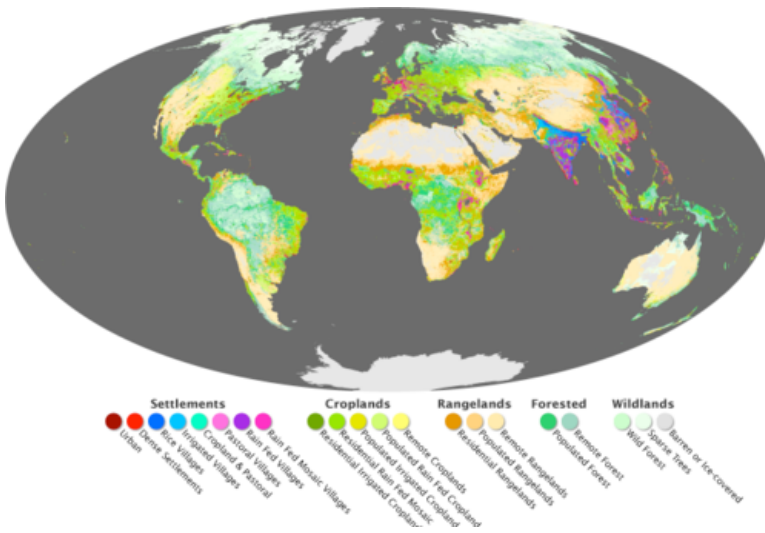 Settlements
Croplands
Rangelands
Forested
Wildlands
Urban
Dense Settlements
Rice Villages
Irrigated Villages
Cropland & Pastoral
Pastoral Villages
Rain Fed Villages
Rain Fed Mosaic Villages
Residential Irrigated Cropland
Residential Rain Fed Mosaic
Populated Irrigated Cropland
Populated Rain Fed Cropland
Remote Croplands
Residential Rangelands
Populated Rangelands
Remote Rangelands
Populated Forest
Remote Forest
Wild Forest
Sparse Trees
Barren or Ice-covered